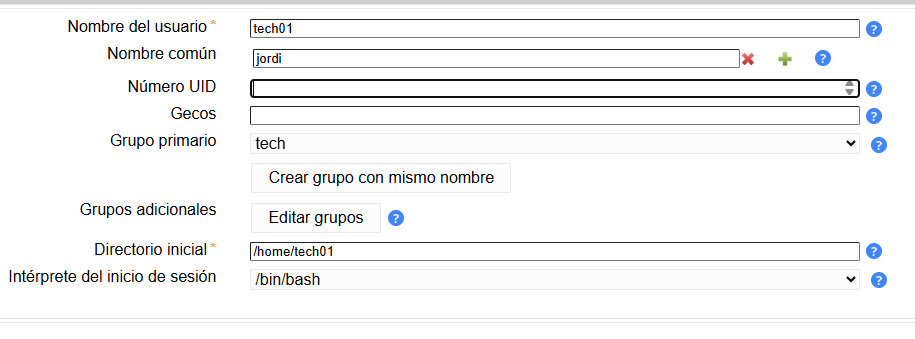 Nombre del usuario* tech01 ?
Nombre común jordi ?
Número UID ?
Gecos ?
Grupo primario tech ?
Crear grupo con mismo nombre
Grupos adicionales Editar grupos ?
Directorio inicial* /home/tech01 ?
Intérprete del inicio de sesión /bin/bash ?